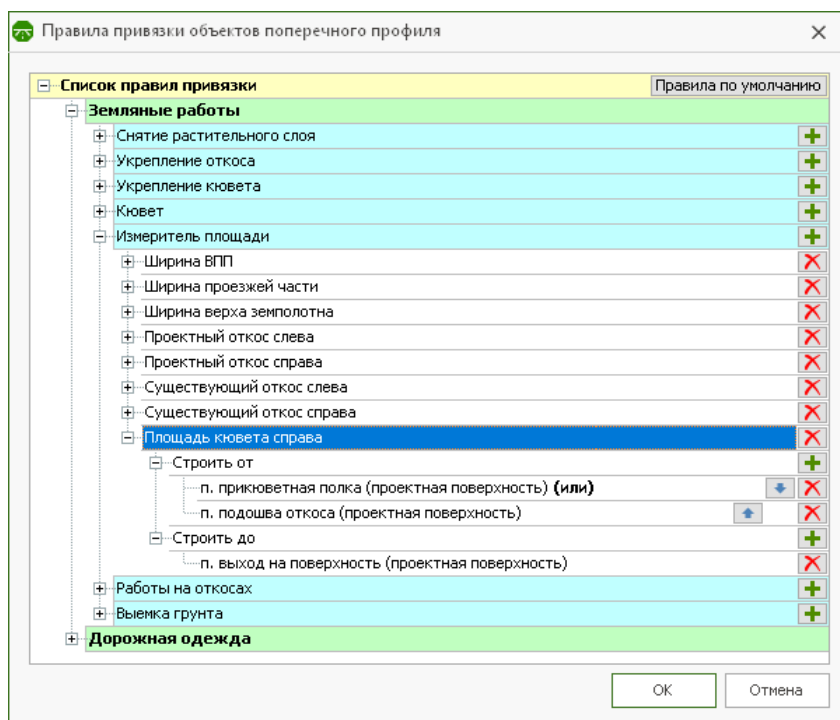 Правила привязки объектов поперечного профиля
Список правил привязки Правила по умолчанию
Земляные работы
Снятие растительного слоя
Укрепление откоса
Укрепление кювета
Кювет
Измеритель площади
Ширина ВПП
Ширина проезжей части
Ширина верха земполотна
Проектный откос слева
Проектный откос справа
Существующий откос слева
Существующий откос справа
Площадь кювета справа
Строить от
п. прикюветная полка (проектная поверхность) (или)
п. подошва откоса (проектная поверхность)
Строить до
п. выход на поверхность (проектная поверхность)
Работы на откосах
Выемка грунта
Дорожная одежда
ОК Отмена